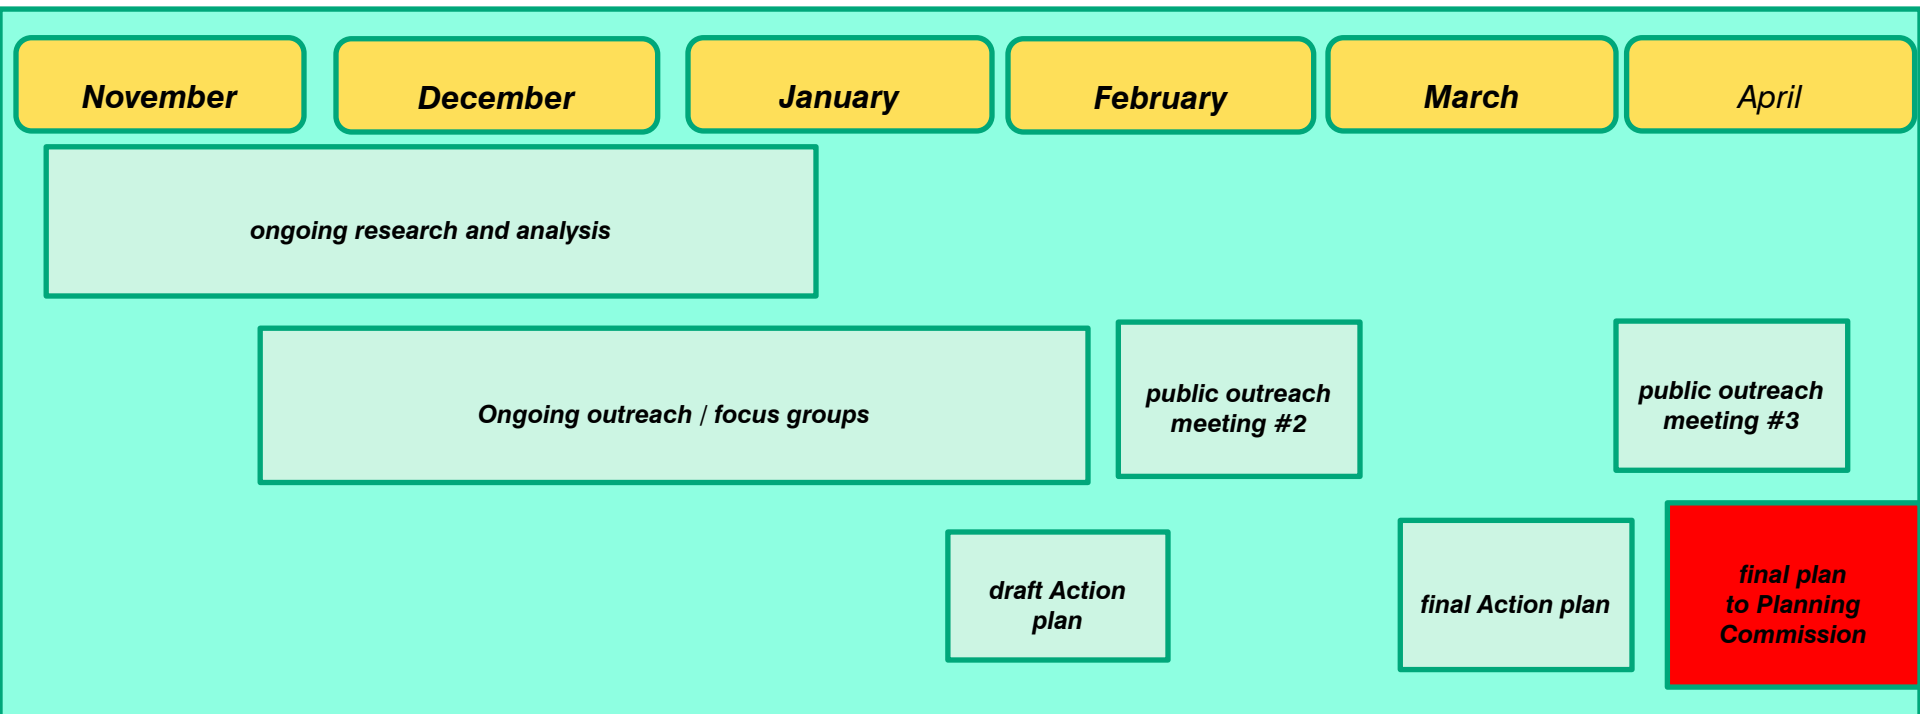 November
December
January
February
March
April
ongoing research and analysis
Ongoing outreach / focus groups
public outreach
meeting #2
public outreach
meeting #3
draft Action
plan
final Action plan
final plan
to Planning
Commission